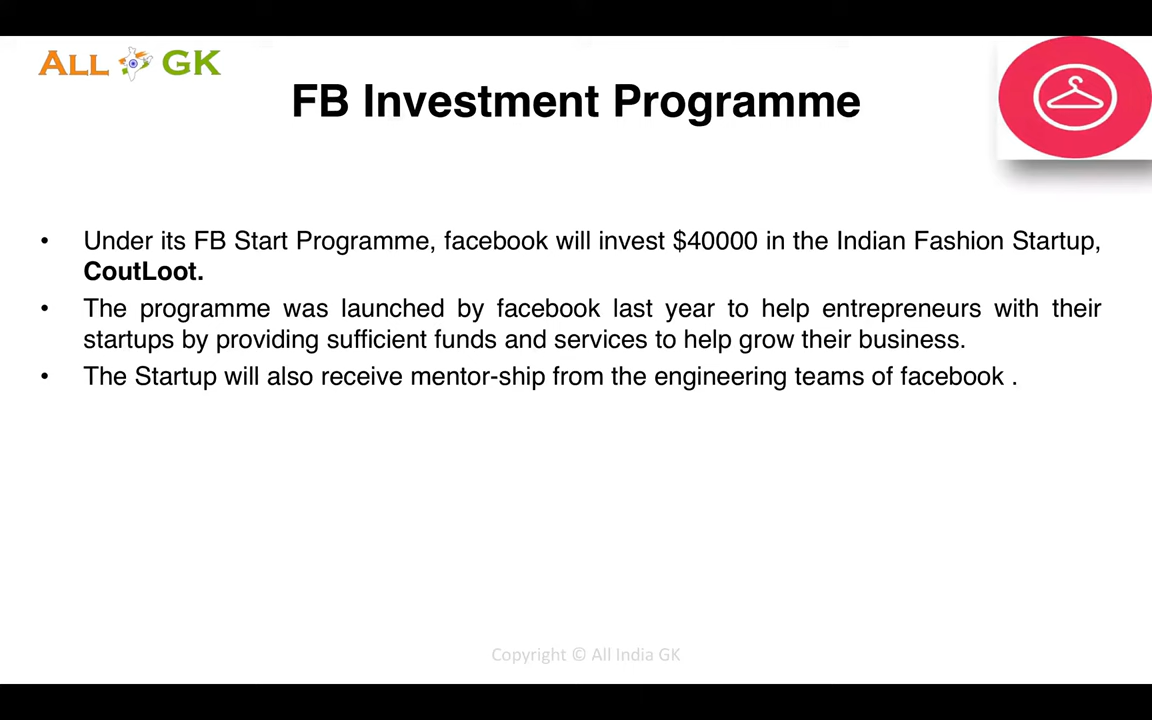 ALL GK
FB Investment Programme
• Under its FB Start Programme, facebook will invest $40000 in the Indian Fashion Startup,
CoutLoot.
• The programme was launched by facebook last year to help entrepreneurs with their
startups by providing sufficient funds and services to help grow their business.
• The Startup will also receive mentor-ship from the engineering teams of facebook .
Copyright © All India GK